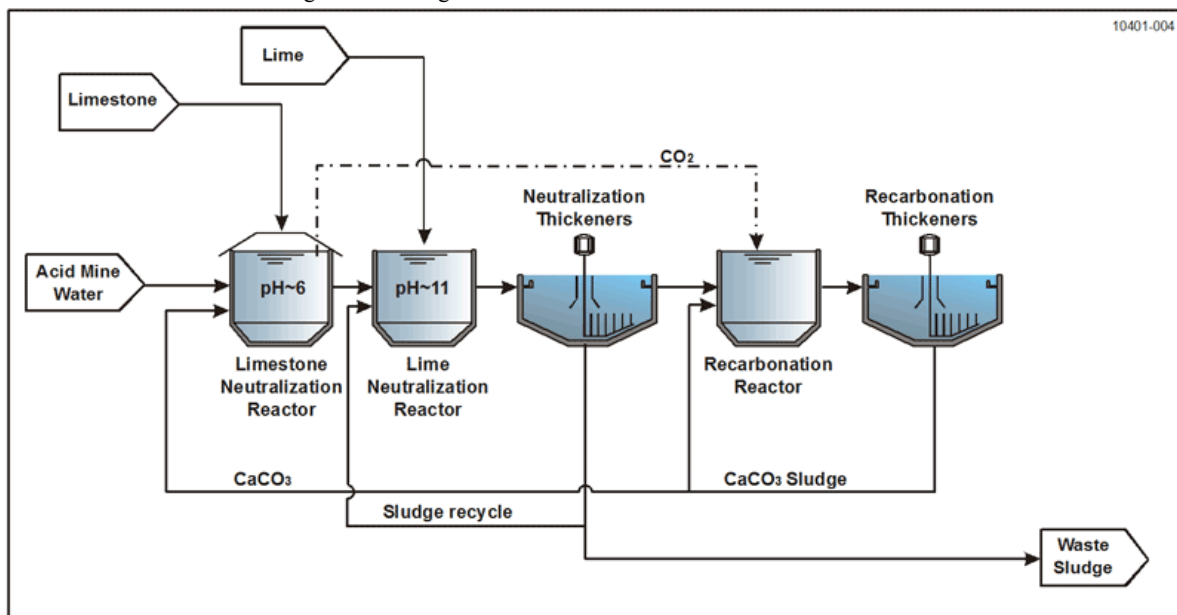 10401-004
Lime
Limestone
CO₂
Neutralization
Thickeners
Recarbonation
Thickeners
Acid Mine
Water
pH~6
pH~11
Limestone
Neutralization
Reactor
Lime
Neutralization
Reactor
Recarbonation
Reactor
CaCO₃
CaCO₃ Sludge
Sludge recycle
Waste
Sludge